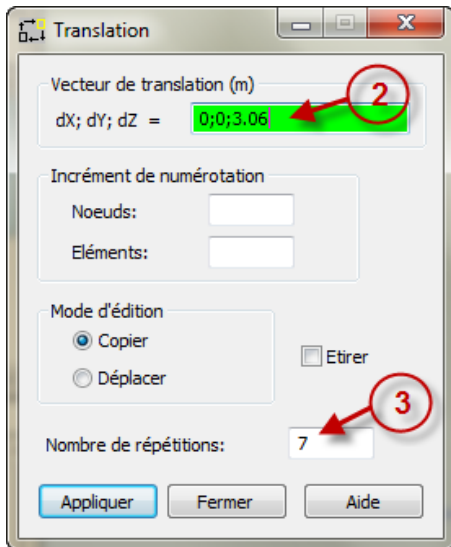 Translation
Vecteur de translation (m)
dX; dY; dZ =
0;0;3.06
2
Incrément de numérotation
Noeuds:
Eléments:
Mode d'édition
Copier
Déplacer
Etirer
3
Nombre de répétitions:
7
Appliquer
Fermer
Aide